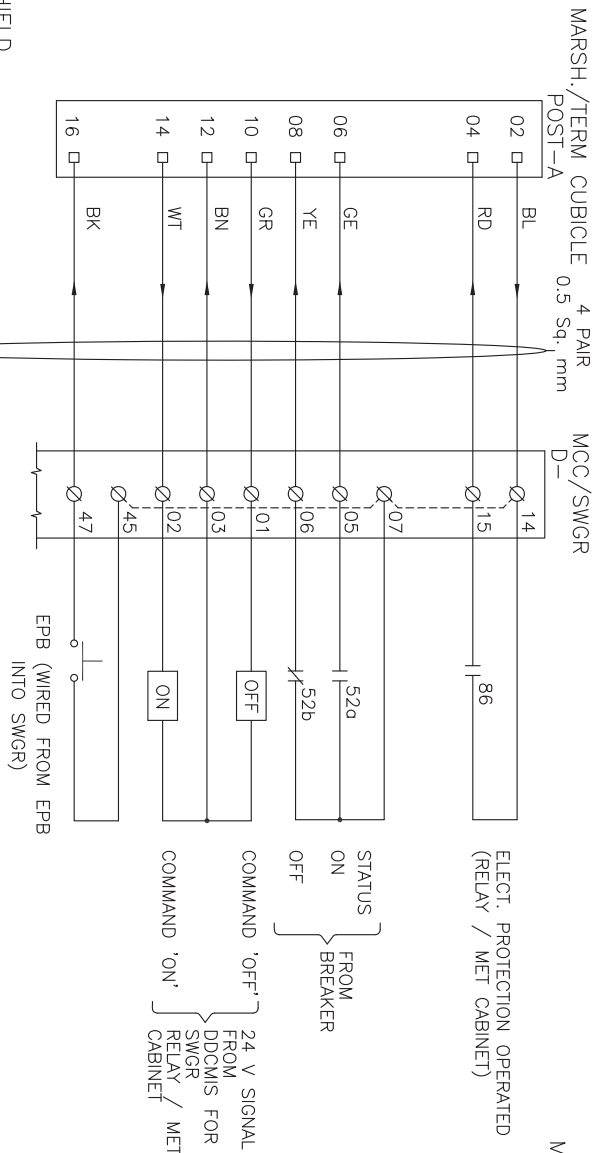 MARSH./TERM CUBICLE
POST-A
4 PAIR
0.5 Sq. mm
MCC/SWGR
D-
02
BL
14
04
RD
15
86
ELECT. PROTECTION OPERATED
(RELAY / MET CABINET)
07
06
GE
05
52a
08
YE
06
52b
STATUS
ON
OFF
FROM
BREAKER
10
GR
01
OFF
COMMAND 'OFF'
12
BN
03
14
WT
02
ON
COMMAND 'ON'
24 V SIGNAL
FROM
DDCMIS FOR
SWGR
RELAY / MET
CABINET
45
16
BK
47
EPB (WIRED FROM EPB
INTO SWGR)
HIELD